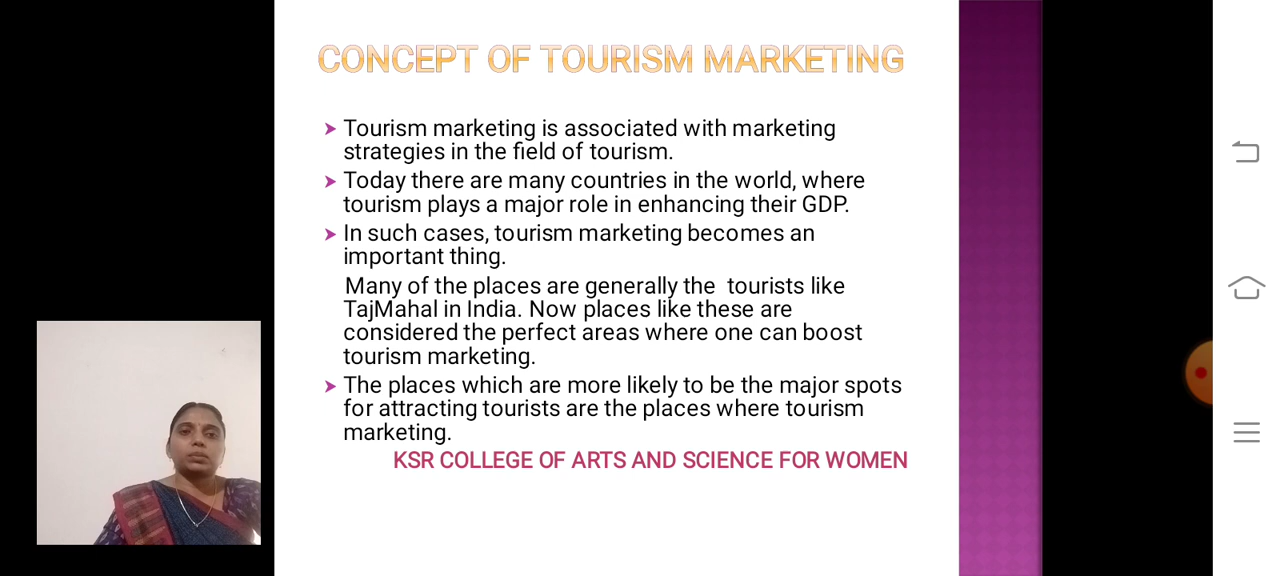 CONCEPT OF TOURISM MARKETING
Tourism marketing is associated with marketing
strategies in the field of tourism.
Today there are many countries in the world, where
tourism plays a major role in enhancing their GDP.
In such cases, tourism marketing becomes an
important thing.
Many of the places are generally the tourists like
TajMahal in India. Now places like these are
considered the perfect areas where one can boost
tourism marketing.
The places which are more likely to be the major spots
for attracting tourists are the places where tourism
marketing.
KSR COLLEGE OF ARTS AND SCIENCE FOR WOMEN